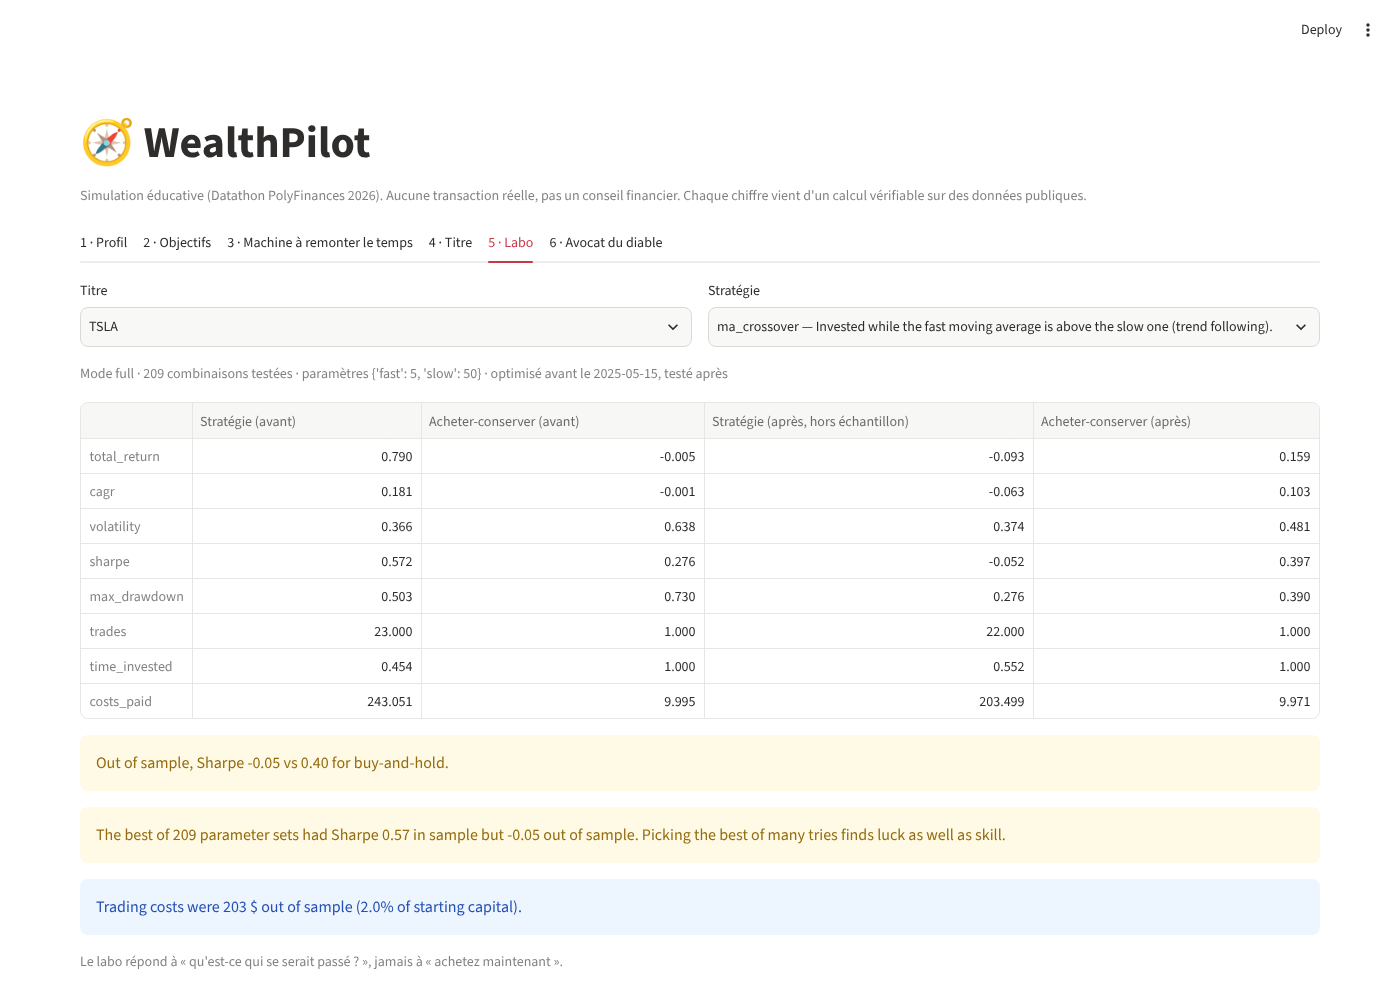 Deploy
WealthPilot
Simulation éducative (Datathon PolyFinances 2026). Aucune transaction réelle, pas un conseil financier. Chaque chiffre vient d'un calcul vérifiable sur des données publiques.
1 · Profil 2 · Objectifs 3 · Machine à remonter le temps 4 · Titre 5 · Labo 6 · Avocat du diable
Titre Stratégie
TSLA ma_crossover — Invested while the fast moving average is above the slow one (trend following).
Mode full · 209 combinaisons testées · paramètres {'fast': 5, 'slow': 50} · optimisé avant le 2025-05-15, testé après
Stratégie (avant) Acheter-conserver (avant) Stratégie (après, hors échantillon) Acheter-conserver (après)
total_return 0.790 -0.005 -0.093 0.159
cagr 0.181 -0.001 -0.063 0.103
volatility 0.366 0.638 0.374 0.481
sharpe 0.572 0.276 -0.052 0.397
max_drawdown 0.503 0.730 0.276 0.390
trades 23.000 1.000 22.000 1.000
time_invested 0.454 1.000 0.552 1.000
costs_paid 243.051 9.995 203.499 9.971
Out of sample, Sharpe -0.05 vs 0.40 for buy-and-hold.
The best of 209 parameter sets had Sharpe 0.57 in sample but -0.05 out of sample. Picking the best of many tries finds luck as well as skill.
Trading costs were 203 $ out of sample (2.0% of starting capital).
Le labo répond à « qu'est-ce qui se serait passé ? », jamais à « achetez maintenant ».